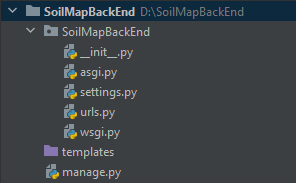 SoilMapBackEnd D:\SoilMapBackEnd
SoilMapBackEnd
__init__.py
asgi.py
settings.py
urls.py
wsgi.py
templates
manage.py